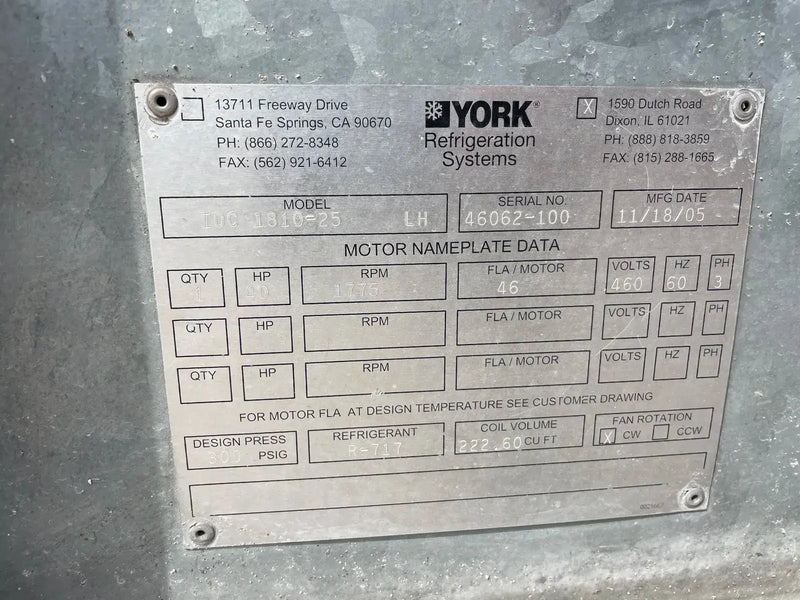 13711 Freeway Drive
Santa Fe Springs, CA 90670
PH: (866) 272-8348
FAX: (562) 921-6412
YORK®
Refrigeration
Systems
X 1590 Dutch Road
Dixon, IL 61021
PH: (888) 818-3859
FAX: (815) 288-1665
MODEL SERIAL NO. MFG DATE
1810-25 LH 46062-100 11/18/05
MOTOR NAMEPLATE DATA
QTY HP RPM FLA / MOTOR VOLTS HZ PH
1 1775 46 460 60 3
QTY HP RPM FLA / MOTOR VOLTS HZ PH
QTY HP RPM FLA / MOTOR VOLTS HZ PH
FOR MOTOR FLA AT DESIGN TEMPERATURE SEE CUSTOMER DRAWING
DESIGN PRESS REFRIGERANT COIL VOLUME FAN ROTATION
300 PSIG R-717 222.60 CU FT X CW CCW